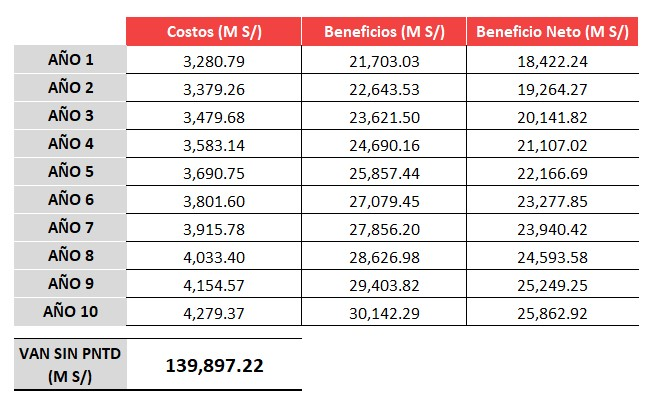 Costos (M S/) Beneficios (M S/) Beneficio Neto (M S/)
AÑO 1 3,280.79 21,703.03 18,422.24
AÑO 2 3,379.26 22,643.53 19,264.27
AÑO 3 3,479.68 23,621.50 20,141.82
AÑO 4 3,583.14 24,690.16 21,107.02
AÑO 5 3,690.75 25,857.44 22,166.69
AÑO 6 3,801.60 27,079.45 23,277.85
AÑO 7 3,915.78 27,856.20 23,940.42
AÑO 8 4,033.40 28,626.98 24,593.58
AÑO 9 4,154.57 29,403.82 25,249.25
AÑO 10 4,279.37 30,142.29 25,862.92
VAN SIN PNTD
(M S/)
139,897.22